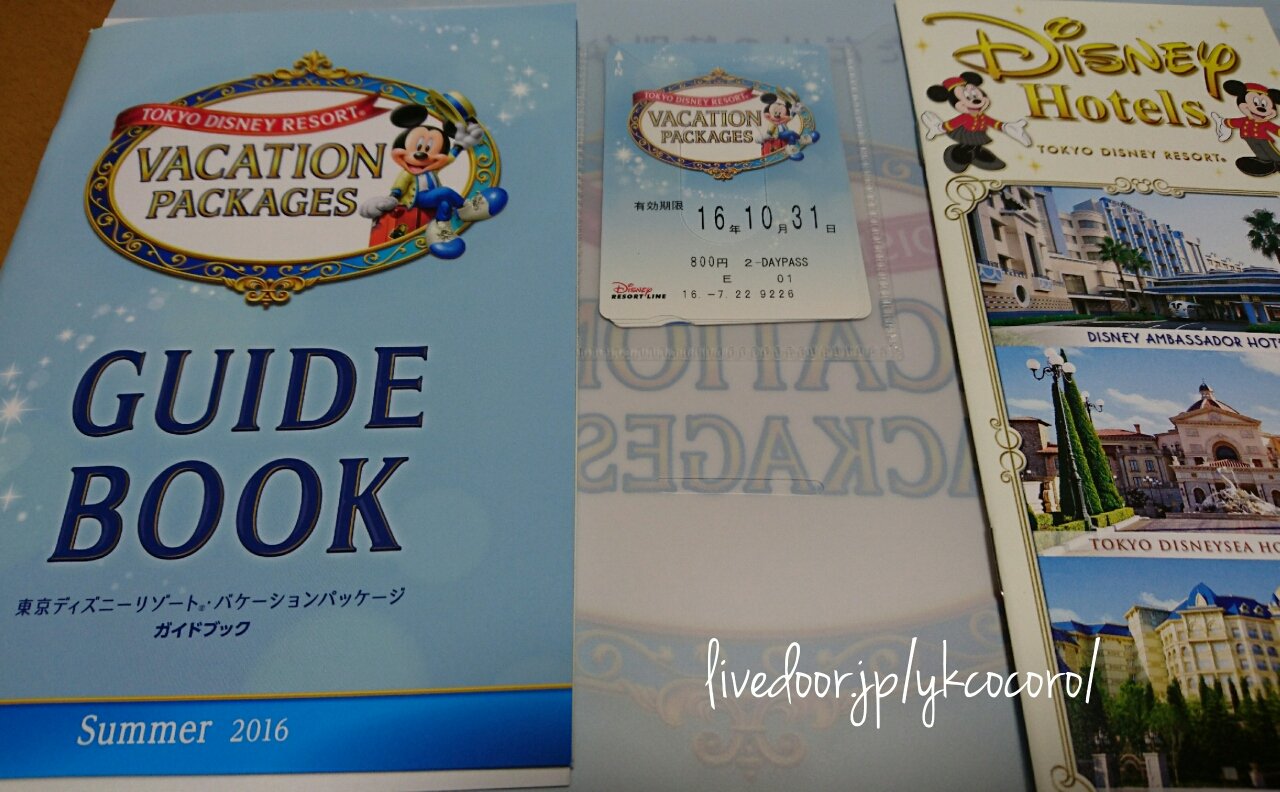 TOKYO DISNEY RESORT®
VACATION
PACKAGES
GUIDE
BOOK
東京ディズニーリゾート®・バケーションパッケージ
ガイドブック
Summer 2016
TOKYO DISNEY RESORT
VACATION
PACKAGES
有効期限 16年10月31日
800円 2-DAYPASS
E 01
Disney
RESORT LINE
16.-7.22 9226
CATION
ACKAGES
Disney
Hotels
TOKYO DISNEY RESORT®
DISNEY AMBASSADOR HOT
TOKYO DISNEYSEA HO
livedoor.jp/ykcocoro/